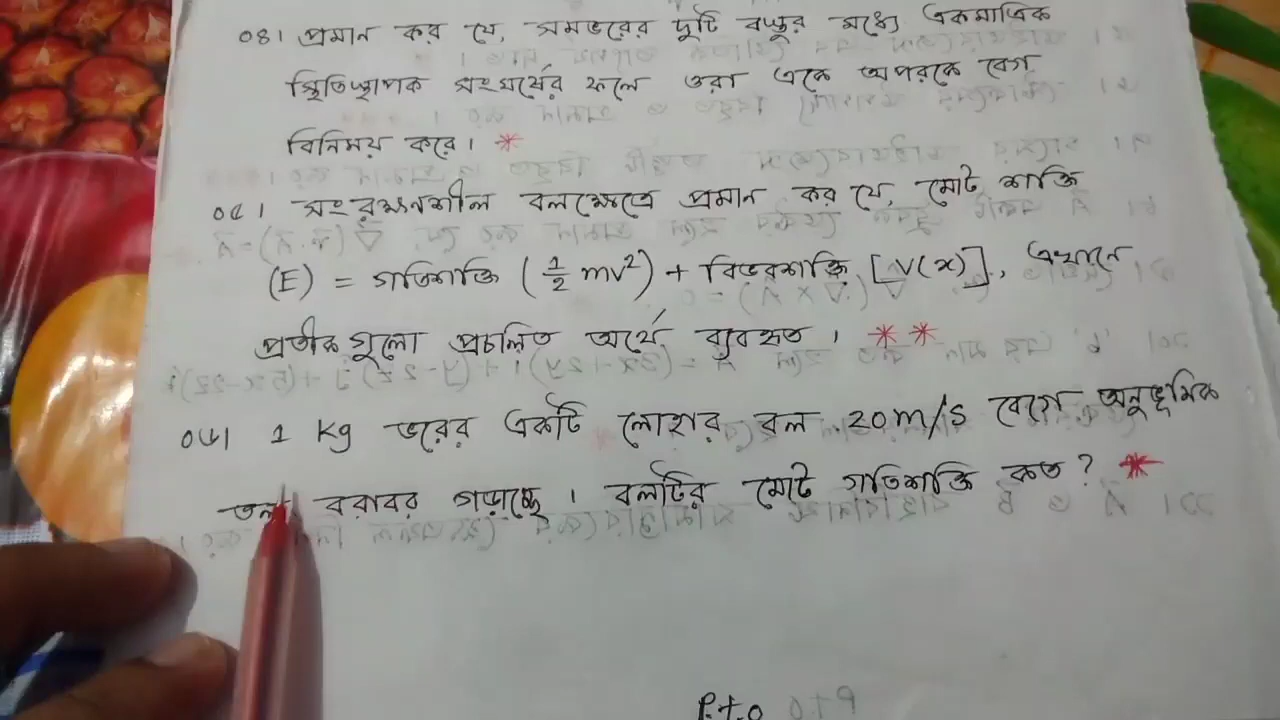 ০৪। প্রমান কর যে, সমভরের দুটি বস্তুর মধ্যে একমাত্রিক
স্থিতিস্থাপক সংঘর্ষের ফলে ওরা একে অপরকে বেগ
বিনিময় করে। *
০৫। সংরক্ষনশীল বলক্ষেত্রে প্রমান কর যে, মোট শক্তি
(E) = গতিশক্তি (1/2 mv²) + বিভবশক্তি [V(x)], এখানে
প্রতীকগুলো প্রচলিত অর্থে ব্যবহৃত। **
০৬। 1 kg ভরের একটি লোহার বল 20m/s বেগে অনুভূমিক
তল বরাবর গড়াচ্ছে। বলটির মোট গতিশক্তি কত? *
P.t.o